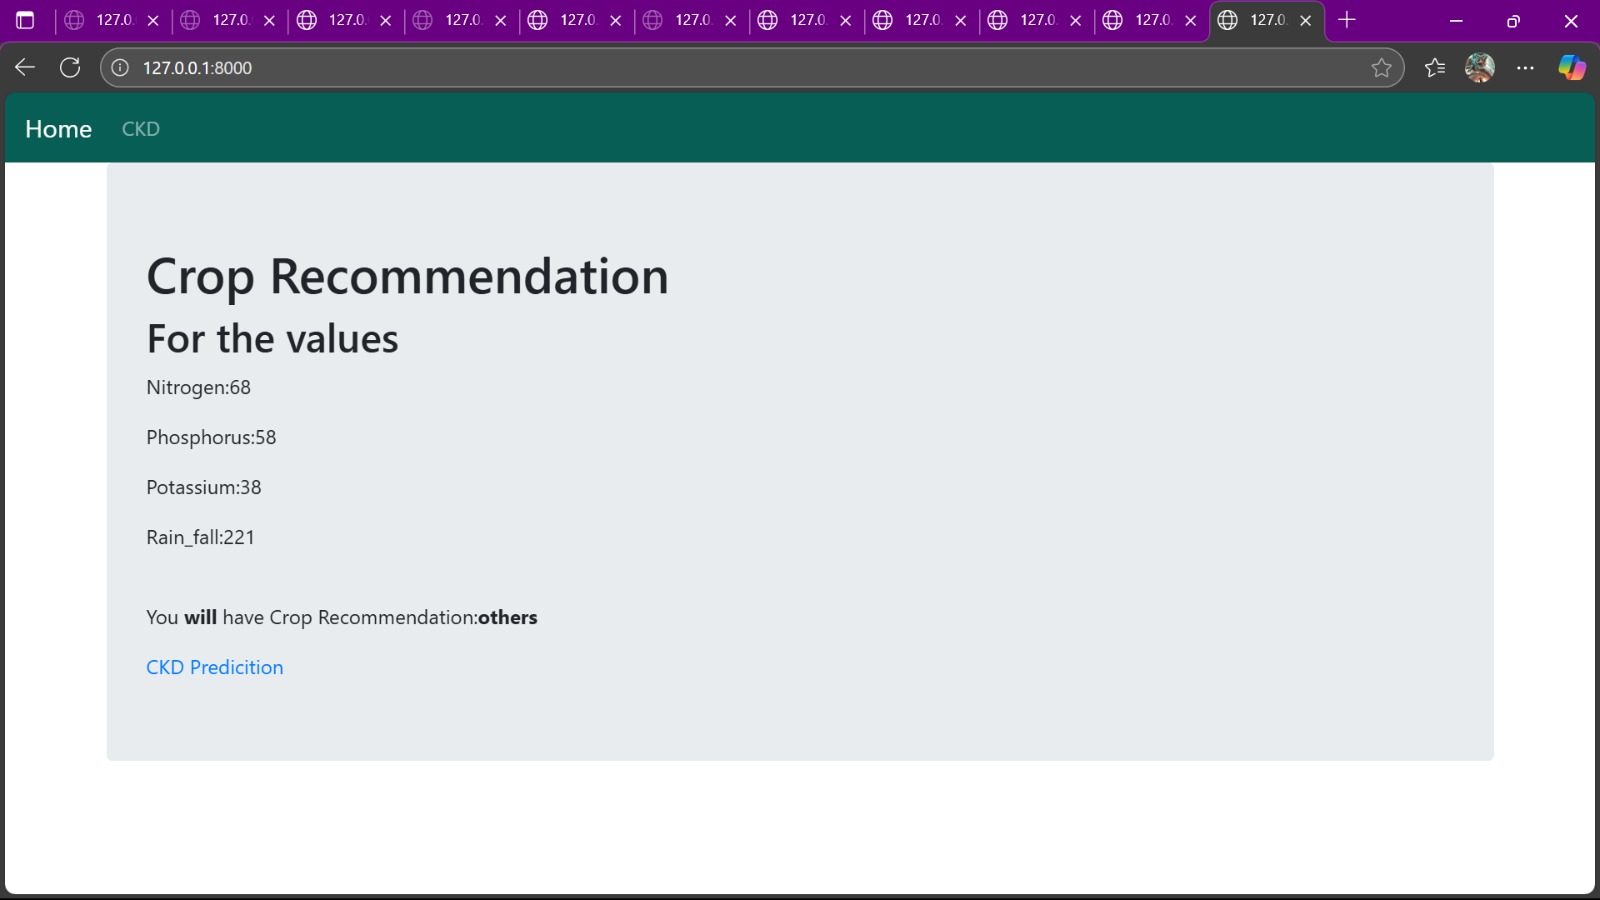 127.0. 127.0. 127.0. 127.0. 127.0. 127.0. 127.0. 127.0. 127.0. 127.0. 127.0.
127.0.0.1:8000
Home CKD
Crop Recommendation
For the values
Nitrogen:68
Phosphorus:58
Potassium:38
Rain_fall:221
You will have Crop Recommendation:others
CKD Predicition